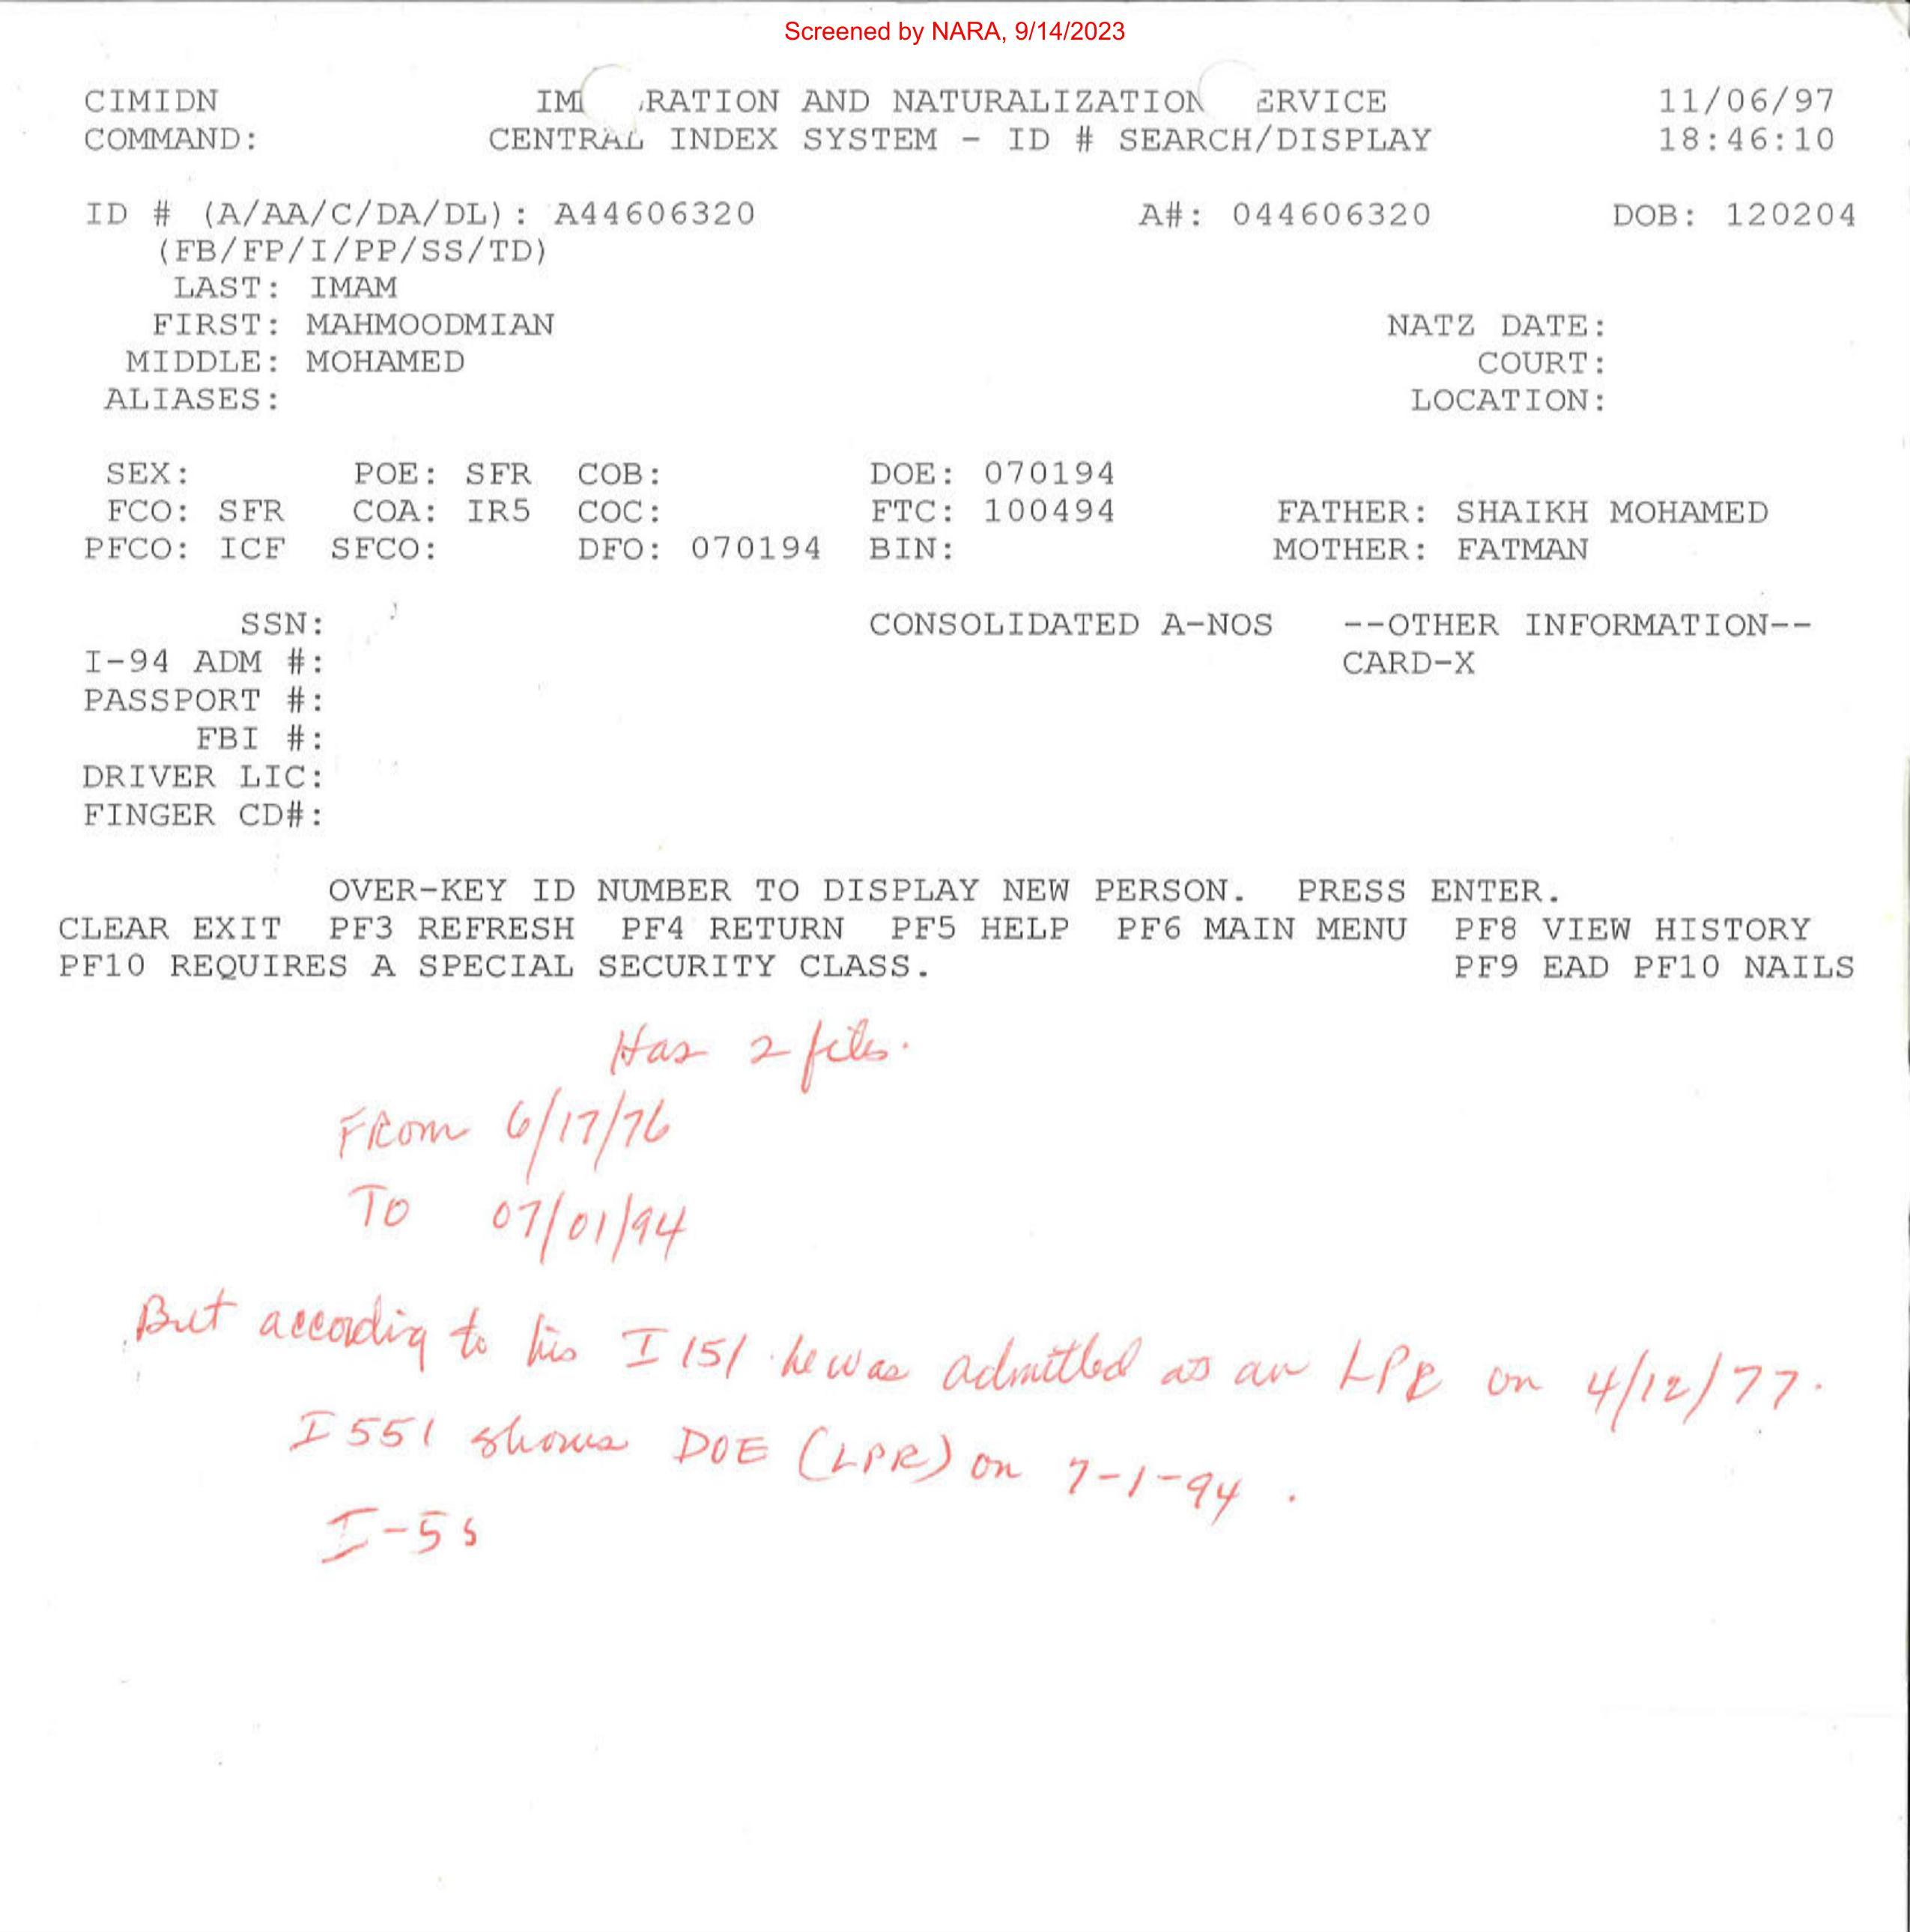 Screened by NARA, 9/14/2023
CIMIDN IM RATION AND NATURALIZATION ERVICE 11/06/97
COMMAND: CENTRAL INDEX SYSTEM - ID # SEARCH/DISPLAY 18:46:10
ID # (A/AA/C/DA/DL): A44606320 A#: 044606320 DOB: 120204
(FB/FP/I/PP/SS/TD)
LAST: IMAM
FIRST: MAHMOODMIAN NATZ DATE:
MIDDLE: MOHAMED COURT:
ALIASES: LOCATION:
SEX: POE: SFR COB: DOE: 070194
FCO: SFR COA: IR5 COC: FTC: 100494 FATHER: SHAIKH MOHAMED
PFCO: ICF SFCO: DFO: 070194 BIN: MOTHER: FATMAN
SSN: CONSOLIDATED A-NOS --OTHER INFORMATION--
I-94 ADM #: CARD-X
PASSPORT #:
FBI #:
DRIVER LIC:
FINGER CD#:
OVER-KEY ID NUMBER TO DISPLAY NEW PERSON. PRESS ENTER.
CLEAR EXIT PF3 REFRESH PF4 RETURN PF5 HELP PF6 MAIN MENU PF8 VIEW HISTORY
PF10 REQUIRES A SPECIAL SECURITY CLASS. PF9 EAD PF10 NAILS
Has 2 files.
FROM 6/17/76
TO 07/01/94
But according to his I 151 he was admitted as an LPR on 4/12/77.
I 551 shows DOE (LPR) on 7-1-94.
I-5s